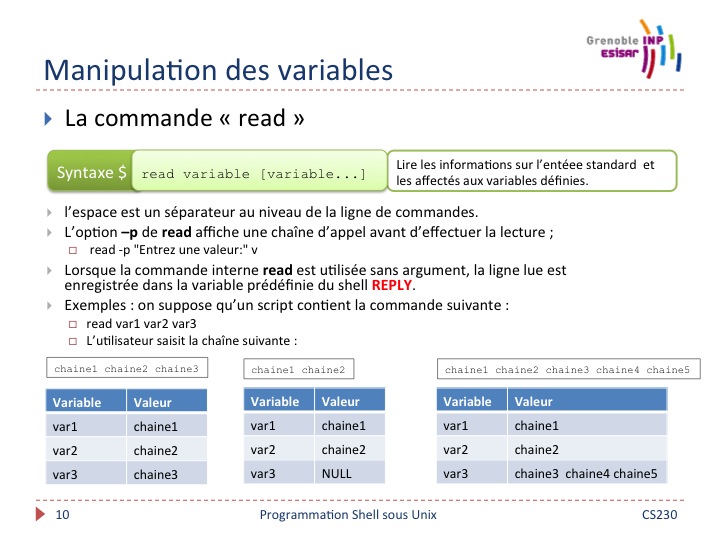 Grenoble INP
ESISAR
Manipulation des variables
La commande « read »
Syntaxe $
read variable [variable...]
Lire les informations sur l'entéee standard et
les affectés aux variables définies.
l'espace est un séparateur au niveau de la ligne de commandes.
L'option –p de read affiche une chaîne d'appel avant d'effectuer la lecture ;
read -p "Entrez une valeur:" v
Lorsque la commande interne read est utilisée sans argument, la ligne lue est
enregistrée dans la variable prédéfinie du shell REPLY.
Exemples : on suppose qu'un script contient la commande suivante :
read var1 var2 var3
L'utilisateur saisit la chaîne suivante :
chaine1 chaine2 chaine3
Variable Valeur
var1 chaine1
var2 chaine2
var3 chaine3
chaine1 chaine2
Variable Valeur
var1 chaine1
var2 chaine2
var3 NULL
chaine1 chaine2 chaine3 chaine4 chaine5
Variable Valeur
var1 chaine1
var2 chaine2
var3 chaine3 chaine4 chaine5
10 Programmation Shell sous Unix CS230